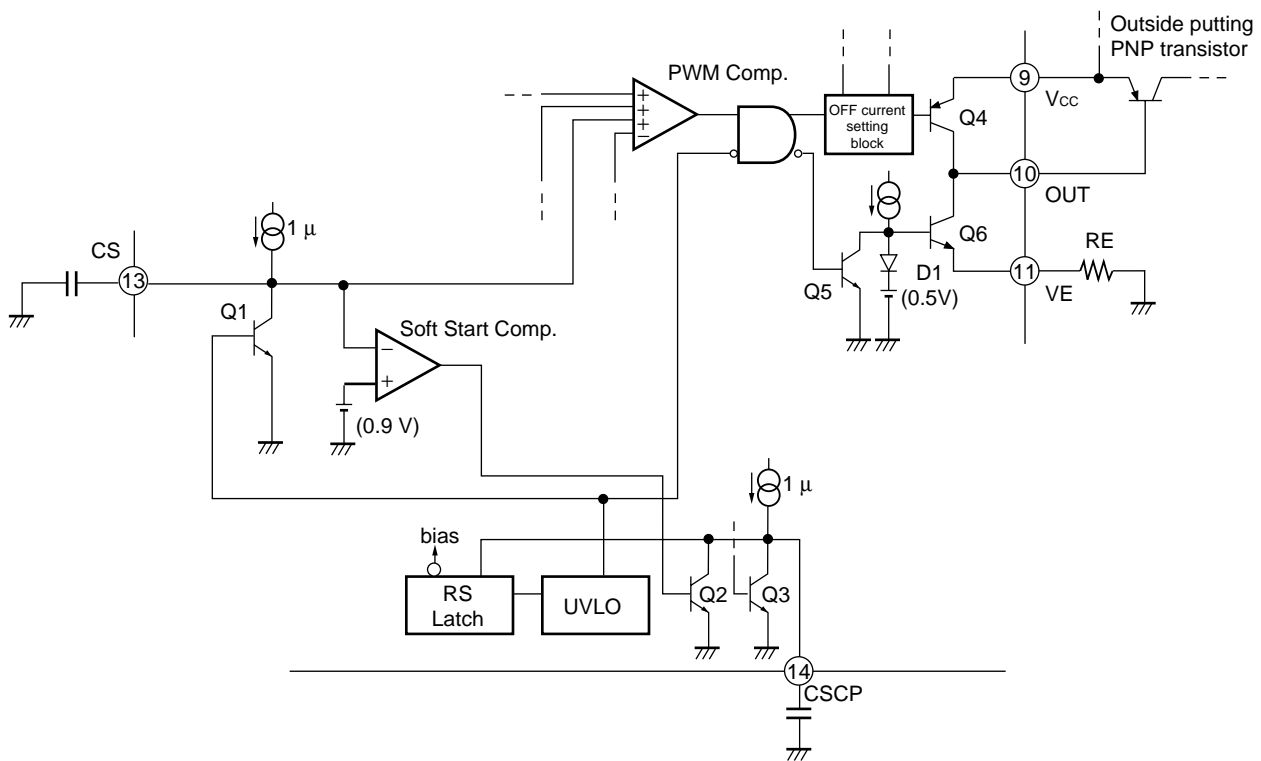 Outside putting
PNP transistor
PWM Comp.
+
+
+
−
OFF current
setting
block
Q4
9
VCC
10
OUT
Q6
RE
11
VE
D1
(0.5V)
Q5
1 μ
CS
13
Q1
Soft Start Comp.
−
+
(0.9 V)
1 μ
bias
RS
Latch
UVLO
Q2
Q3
14
CSCP